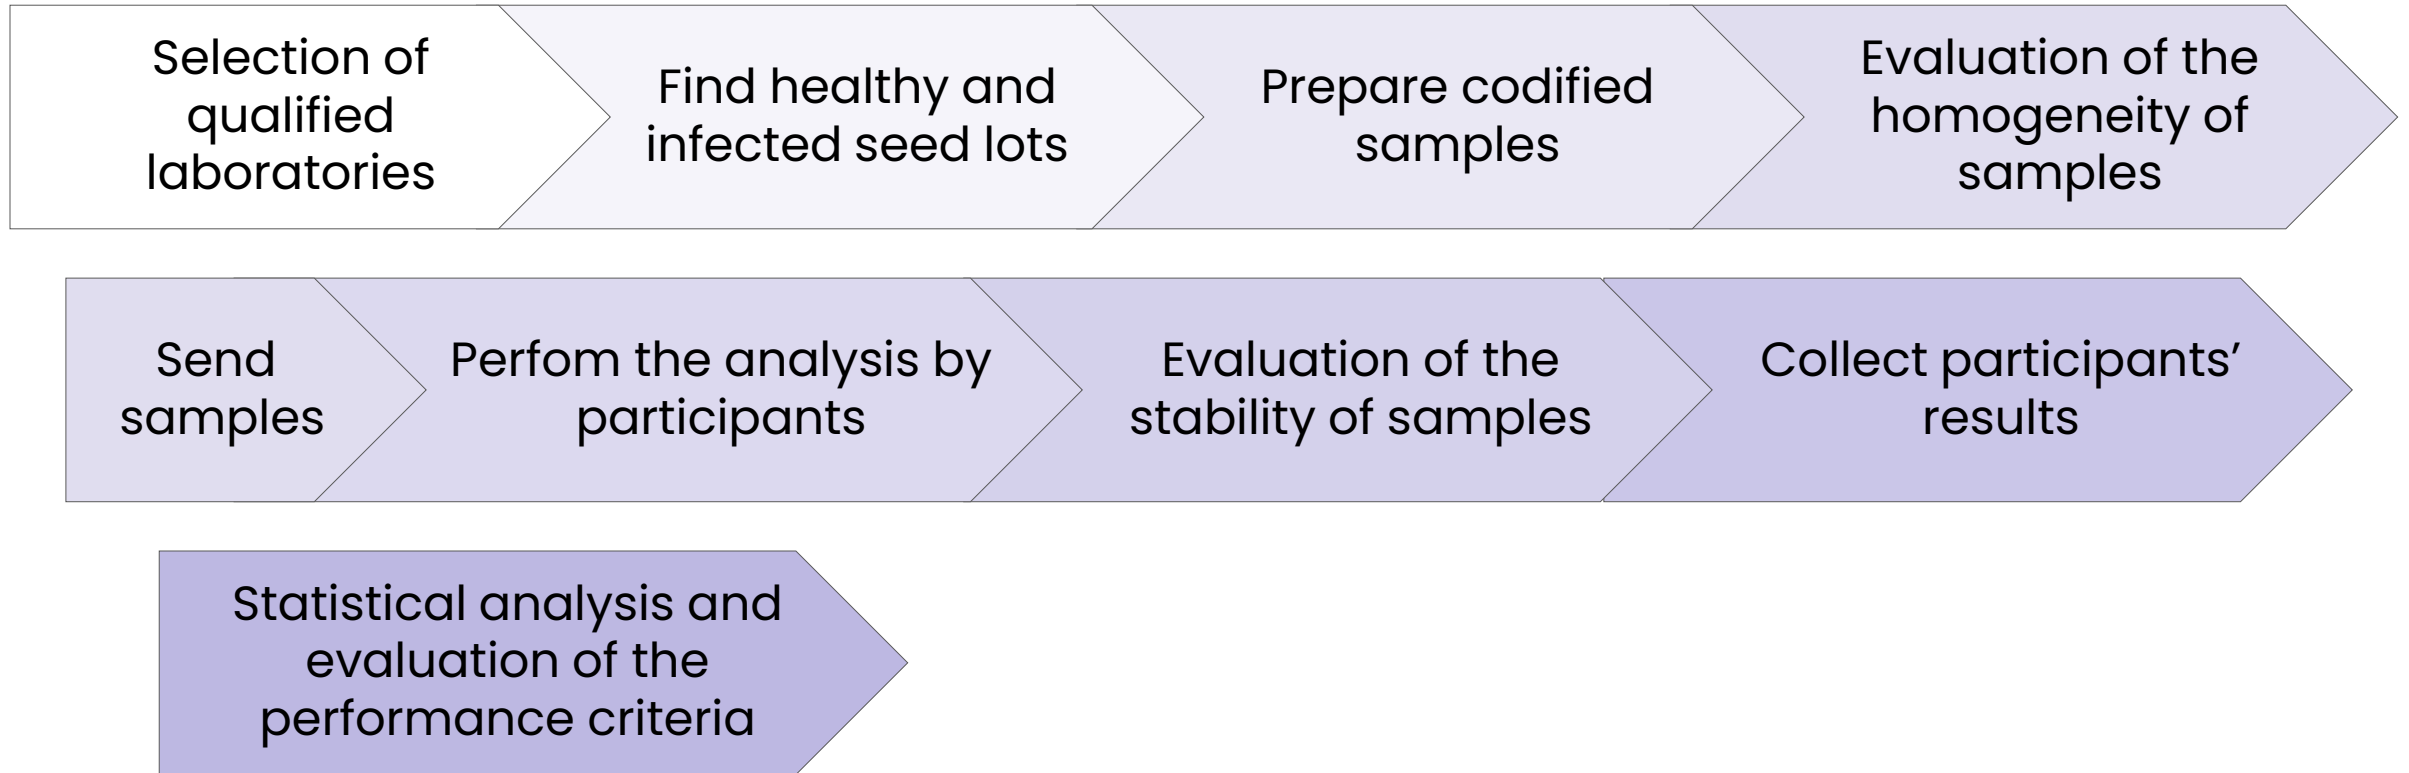 Selection of
qualified
laboratories
Find healthy and
infected seed lots
Prepare codified
samples
Evaluation of the
homogeneity of
samples
Send
samples
Perfom the analysis by
participants
Evaluation of the
stability of samples
Collect participants’
results
Statistical analysis and
evaluation of the
performance criteria